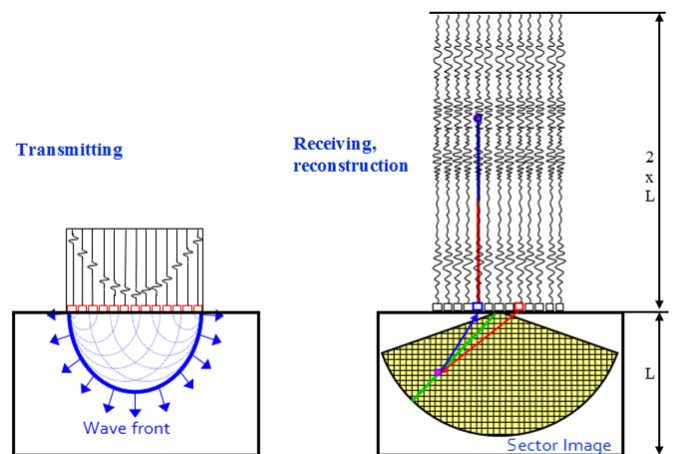 Transmitting
Receiving,
reconstruction
2
x
L
L
Wave front
Sector Image